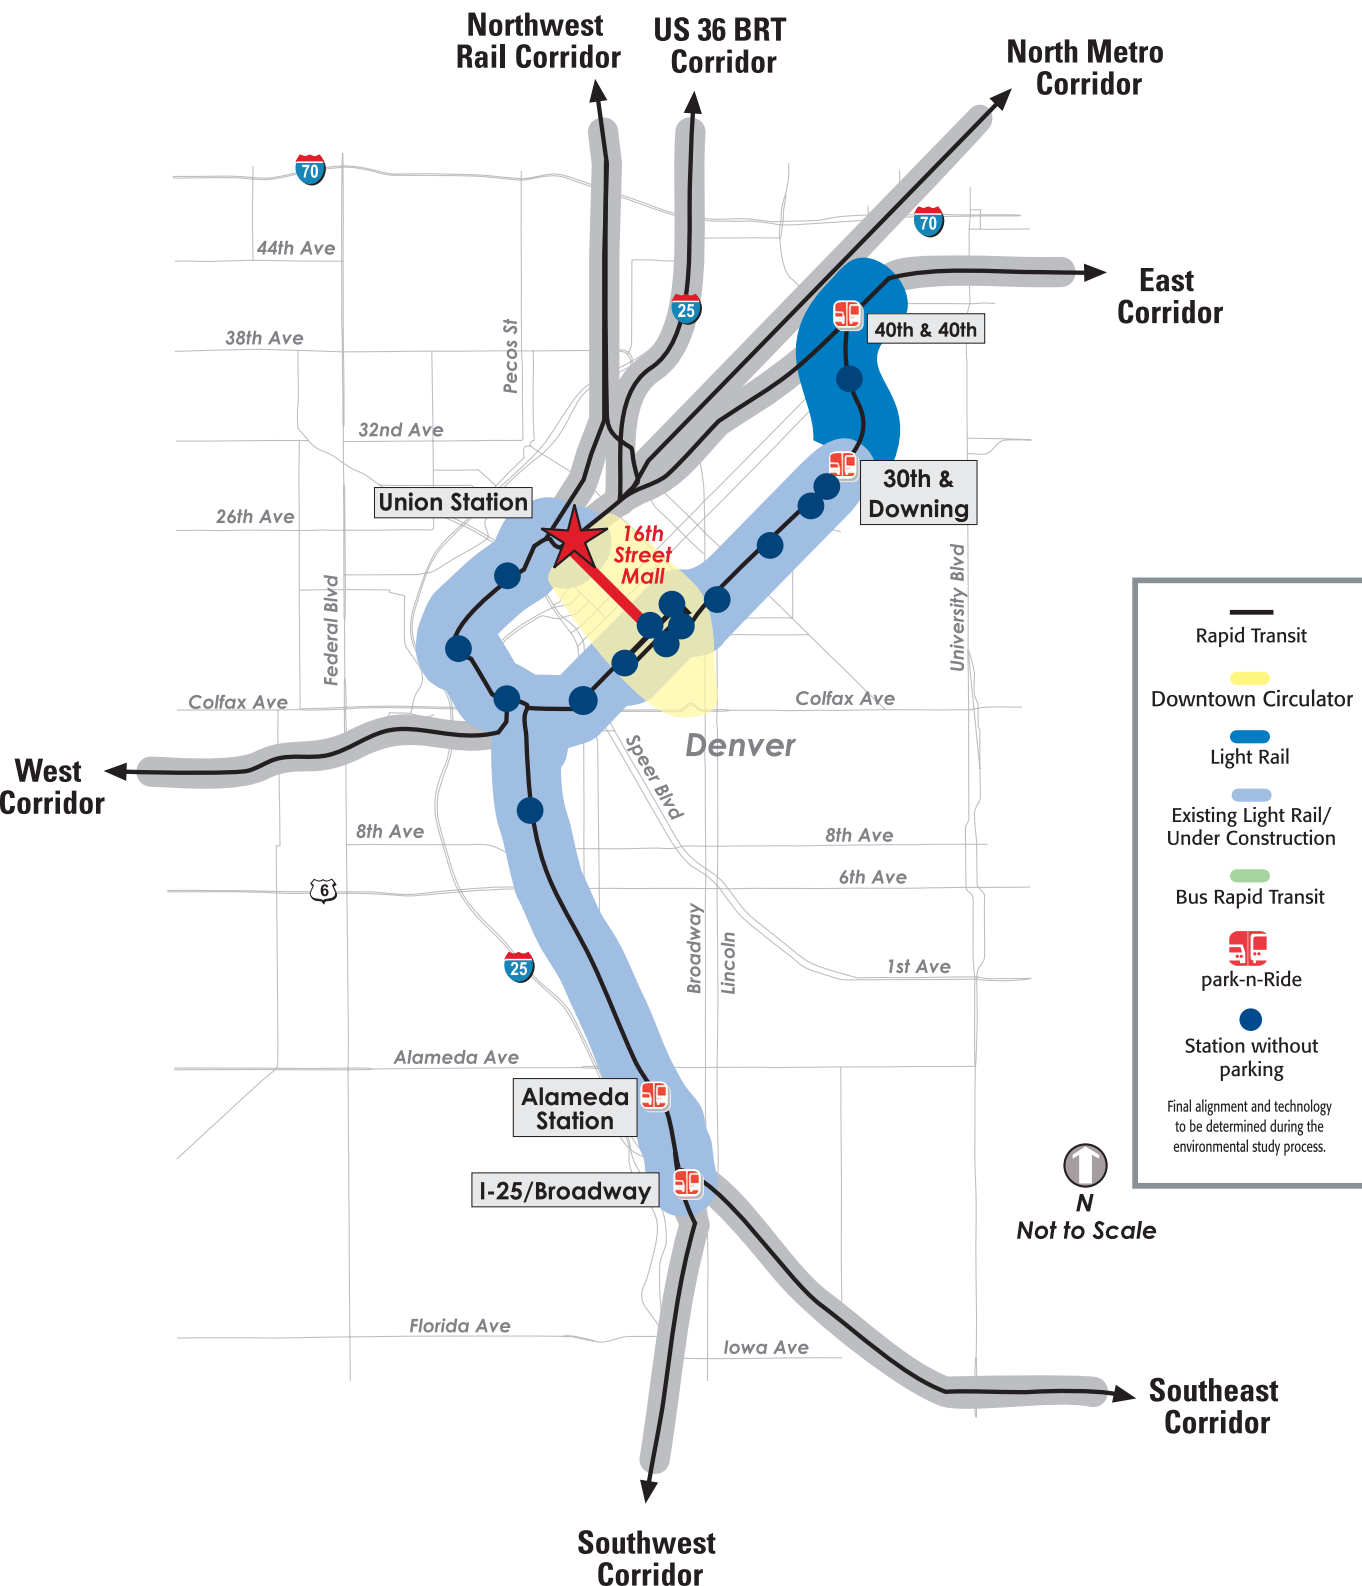 Northwest
Rail Corridor
US 36 BRT
Corridor
North Metro
Corridor
70
70
44th Ave
East
Corridor
25
40th & 40th
38th Ave
Pecos St
32nd Ave
Union Station
30th &
Downing
26th Ave
16th
Street
Mall
Federal Blvd
University Blvd
Colfax Ave
Colfax Ave
Denver
Speer Blvd
West
Corridor
8th Ave
8th Ave
6th Ave
6
Broadway
Lincoln
25
1st Ave
Alameda Ave
Alameda
Station
I-25/Broadway
Florida Ave
Iowa Ave
Southeast
Corridor
Southwest
Corridor
Rapid Transit
Downtown Circulator
Light Rail
Existing Light Rail/
Under Construction
Bus Rapid Transit
park-n-Ride
Station without
parking
Final alignment and technology
to be determined during the
environmental study process.
N
Not to Scale